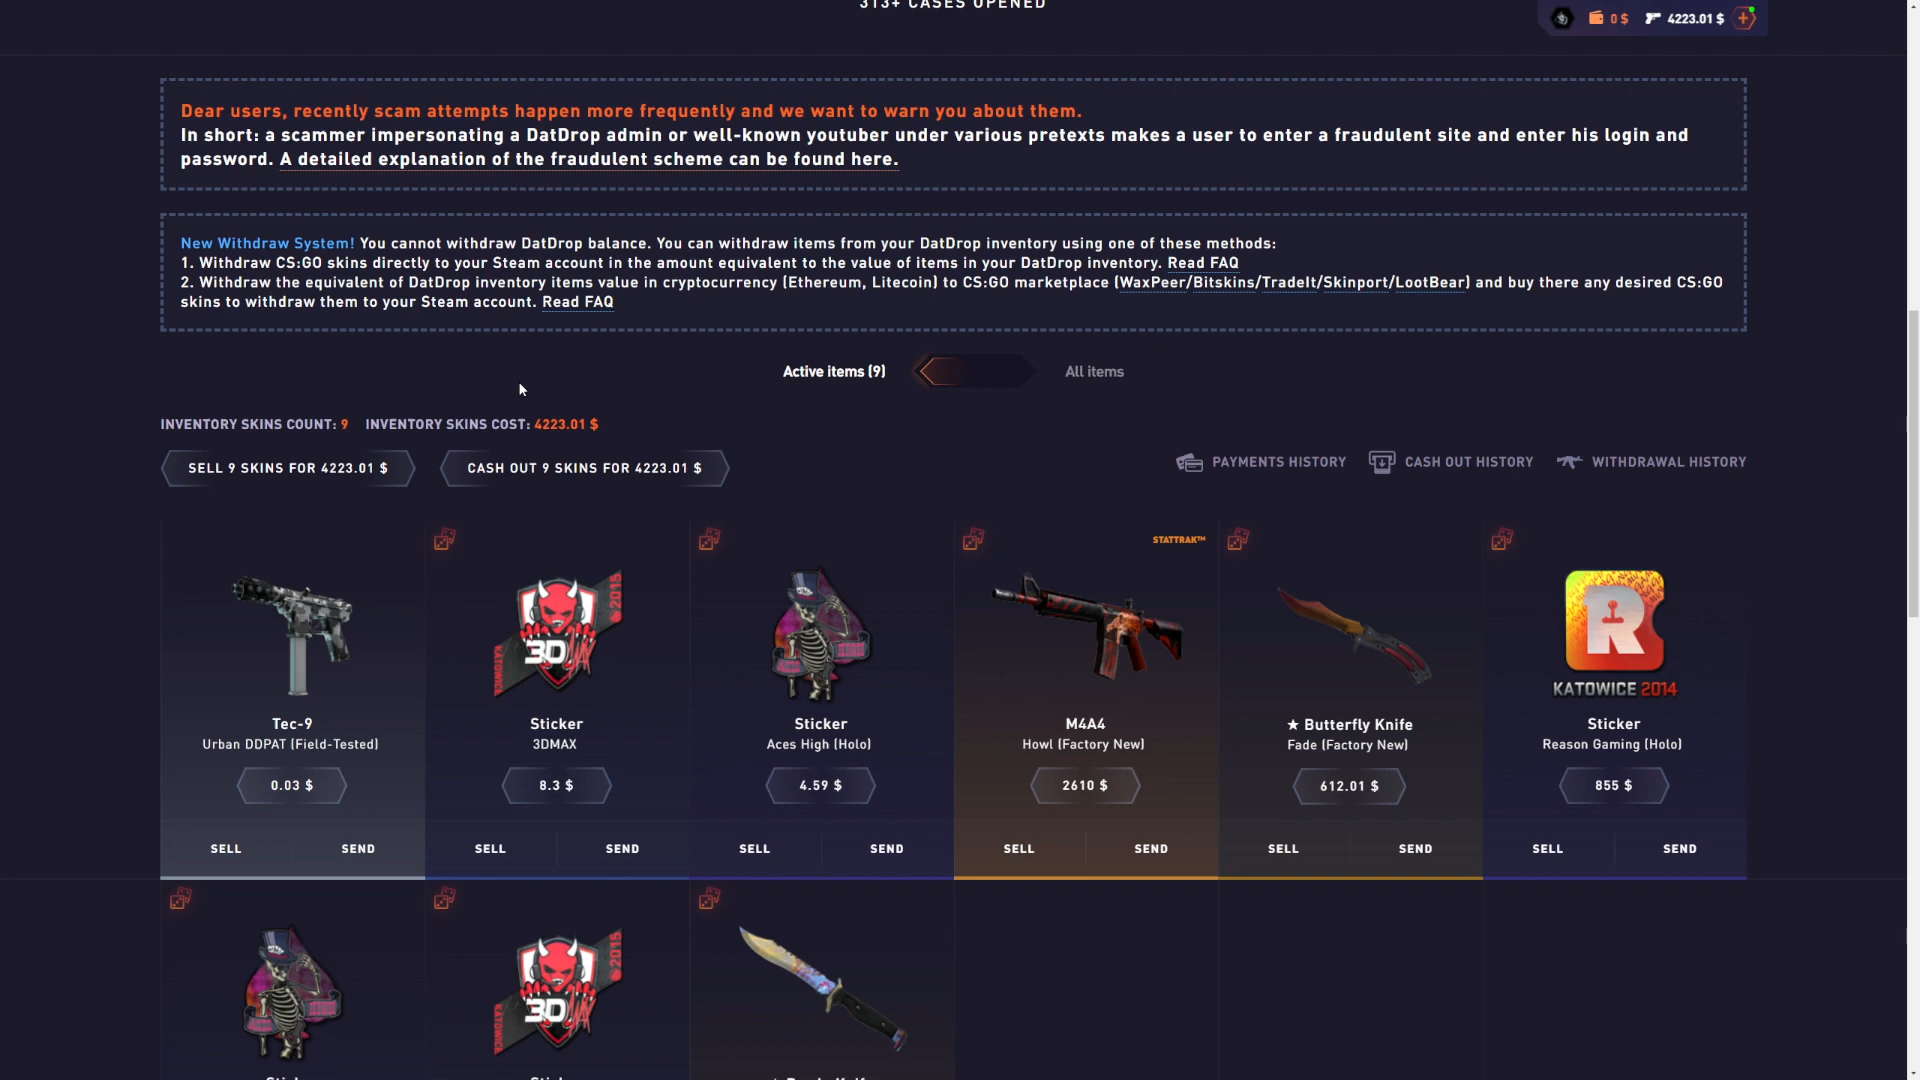 313+ CASES OPENED
0 $
4223.01 $
Dear users, recently scam attempts happen more frequently and we want to warn you about them.
In short: a scammer impersonating a DatDrop admin or well-known youtuber under various pretexts makes a user to enter a fraudulent site and enter his login and
password. A detailed explanation of the fraudulent scheme can be found here.
New Withdraw System! You cannot withdraw DatDrop balance. You can withdraw items from your DatDrop inventory using one of these methods:
1. Withdraw CS:GO skins directly to your Steam account in the amount equivalent to the value of items in your DatDrop inventory. Read FAQ
2. Withdraw the equivalent of DatDrop inventory items value in cryptocurrency (Ethereum, Litecoin) to CS:GO marketplace (WaxPeer/Bitskins/TradeIt/Skinport/LootBear) and buy there any desired CS:GO
skins to withdraw them to your Steam account. Read FAQ
Active items (9)
All items
INVENTORY SKINS COUNT: 9 INVENTORY SKINS COST: 4223.01 $
SELL 9 SKINS FOR 4223.01 $
CASH OUT 9 SKINS FOR 4223.01 $
PAYMENTS HISTORY
CASH OUT HISTORY
WITHDRAWAL HISTORY
Tec-9
Urban DDPAT (Field-Tested)
0.03 $
SELL SEND
2015
3D
KATOWICE
Sticker
3DMAX
8.3 $
SELL SEND
Sticker
Aces High (Holo)
4.59 $
SELL SEND
STATTRAK™
M4A4
Howl (Factory New)
2610 $
SELL SEND
★ Butterfly Knife
Fade (Factory New)
612.01 $
SELL SEND
R
KATOWICE 2014
Sticker
Reason Gaming (Holo)
855 $
SELL SEND
2015
3D
KATOWICE